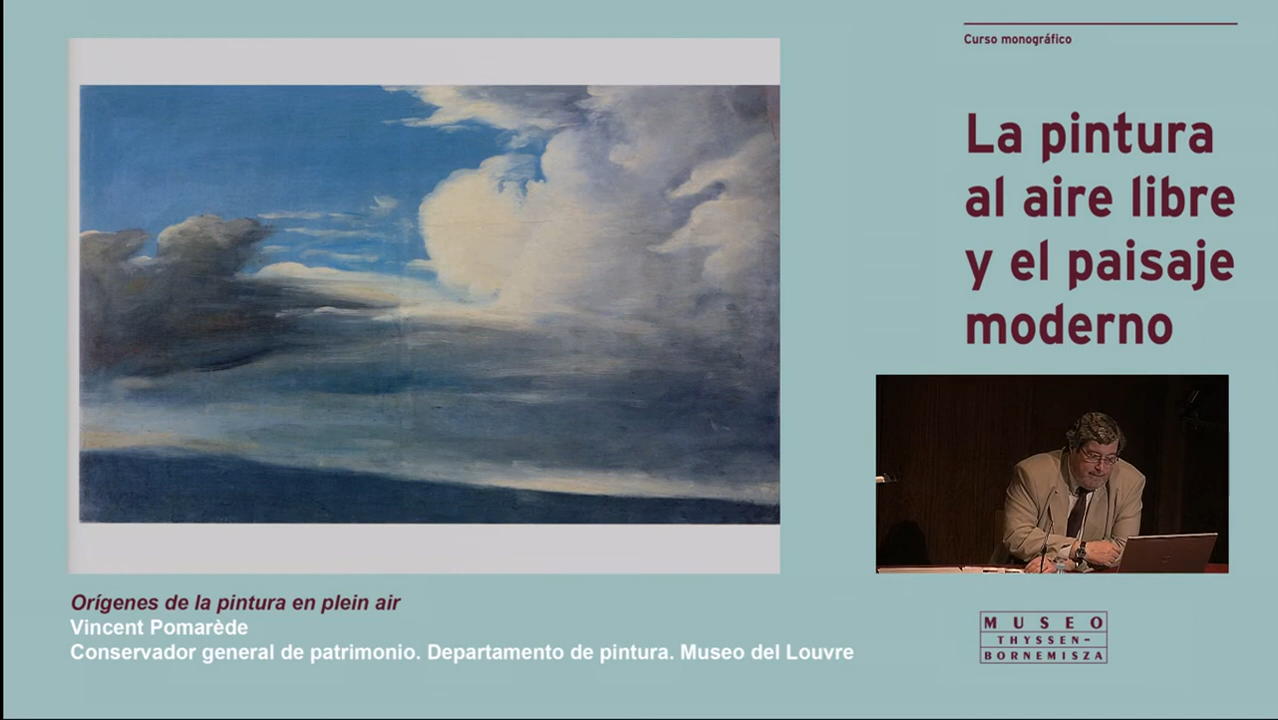 Curso monográfico
La pintura
al aire libre
y el paisaje
moderno
Orígenes de la pintura en plein air
Vincent Pomarède
Conservador general de patrimonio. Departamento de pintura. Museo del Louvre
MUSEO
THYSSEN-
BORNEMISZA